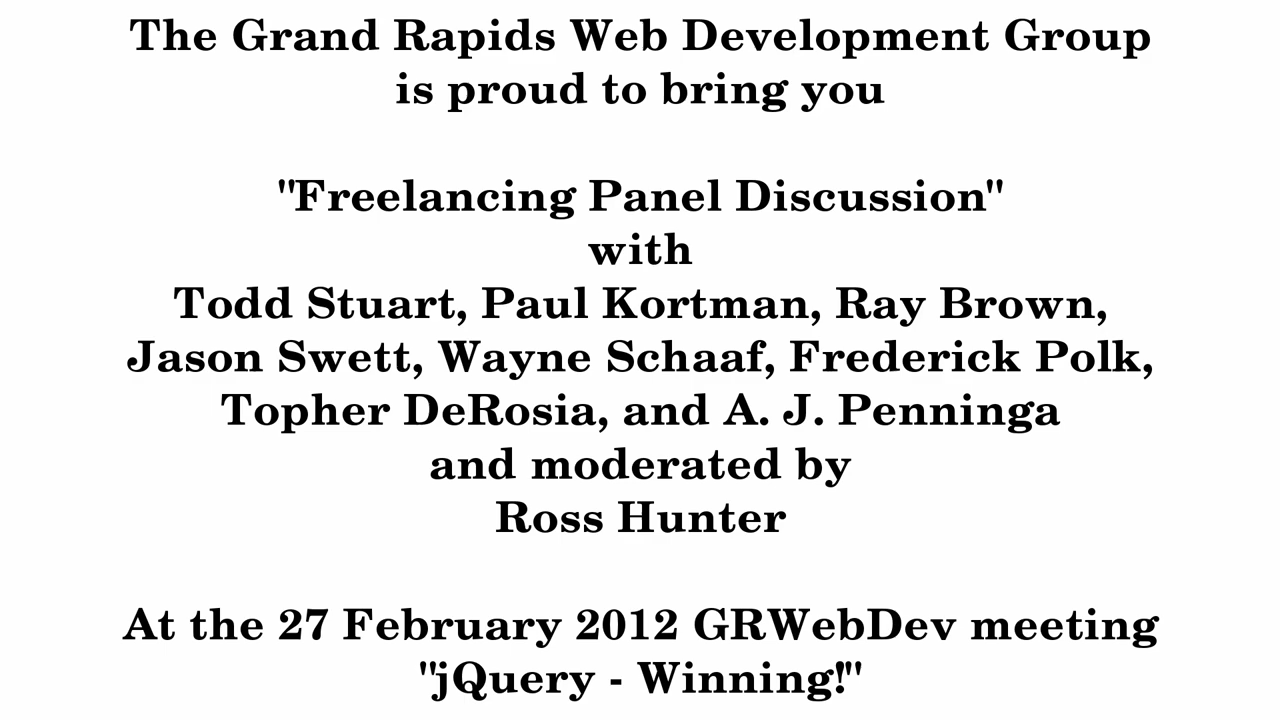 The Grand Rapids Web Development Group
is proud to bring you
"Freelancing Panel Discussion"
with
Todd Stuart, Paul Kortman, Ray Brown,
Jason Swett, Wayne Schaaf, Frederick Polk,
Topher DeRosia, and A. J. Penninga
and moderated by
Ross Hunter
At the 27 February 2012 GRWebDev meeting
"jQuery - Winning!"